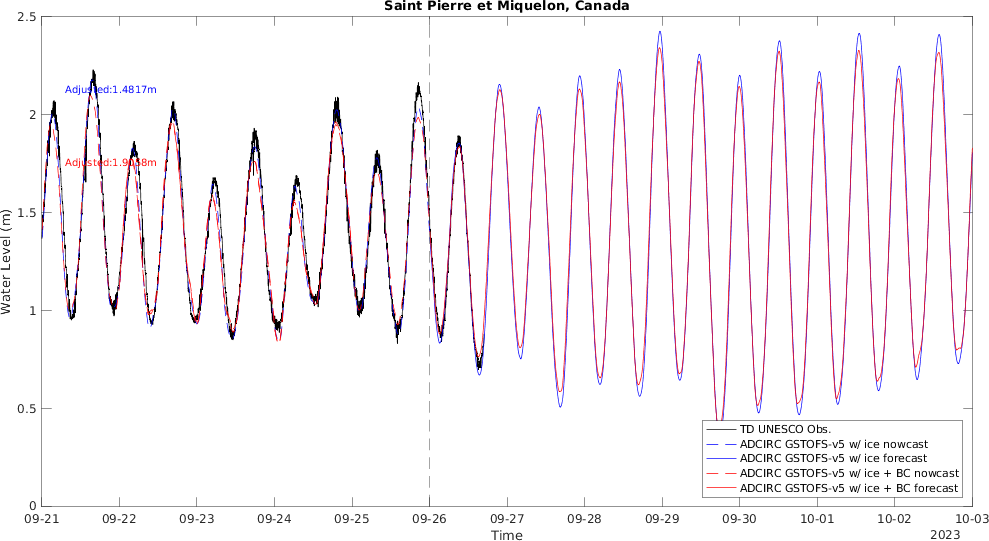 Saint Pierre et Miquelon, Canada
2.5
2
1.5
1
0.5
0
Water Level (m)
Adjusted:1.4817m
TD UNESCO Obs.
ADCIRC GSTOFS-v5 w/ ice nowcast
ADCIRC GSTOFS-v5 w/ ice forecast
ADCIRC GSTOFS-v5 w/ ice + BC nowcast
ADCIRC GSTOFS-v5 w/ ice + BC forecast
09-21 09-22 09-23 09-24 09-25 09-26 09-27 09-28 09-29 09-30 10-01 10-02 10-03
Time
2023